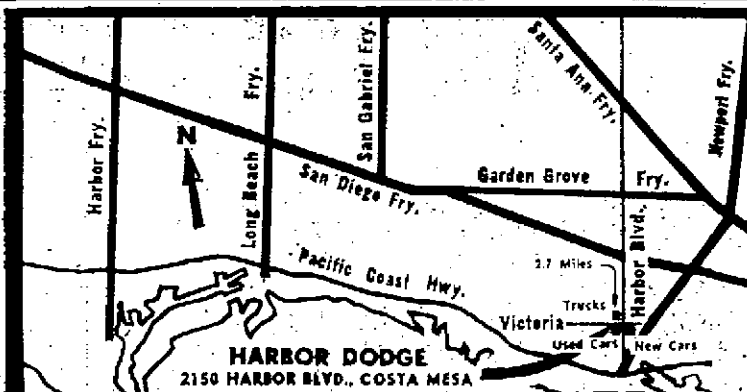 Harbor Fry.
Long Beach Fry.
San Gabriel Fry.
Santa Ana Fry.
Newport Fry.
N
San Diego Fry.
Garden Grove Fry.
Harbor Blvd.,
Pacific Coast Hwy.
2.7 Miles
Trucks
Victoria
Used Cars New Cars
HARBOR DODGE
2150 HARBOR BLVD., COSTA MESA